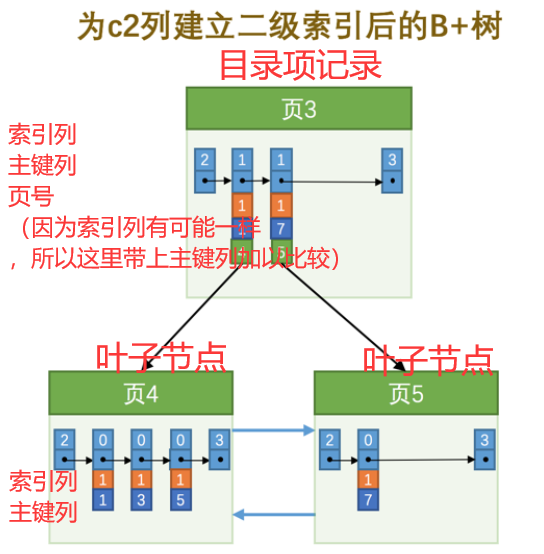 为c2列建立二级索引后的B+树
目录项记录
页3
索引列
主键列
页号
（因为索引列有可能一样
，所以这里带上主键列加以比较）
2 1 1 3
1 1
7
叶子节点
叶子节点
页4
页5
2 0 0 0 3
1 1 1
1 3 5
2 0 3
1
7
索引列
主键列